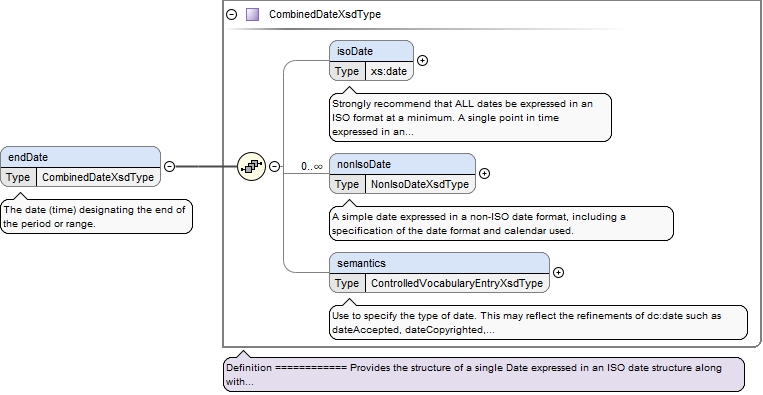 CombinedDateXsdType
isoDate
Type xs:date
Strongly recommend that ALL dates be expressed in an
ISO format at a minimum. A single point in time
expressed in an...
endDate
Type CombinedDateXsdType
The date (time) designating the end of
the period or range.
0..∞
nonIsoDate
Type NonIsoDateXsdType
A simple date expressed in a non-ISO date format, including a
specification of the date format and calendar used.
semantics
Type ControlledVocabularyEntryXsdType
Use to specify the type of date. This may reflect the refinements of dc:date such as
dateAccepted, dateCopyrighted,...
Definition ============ Provides the structure of a single Date expressed in an ISO date structure along
with...